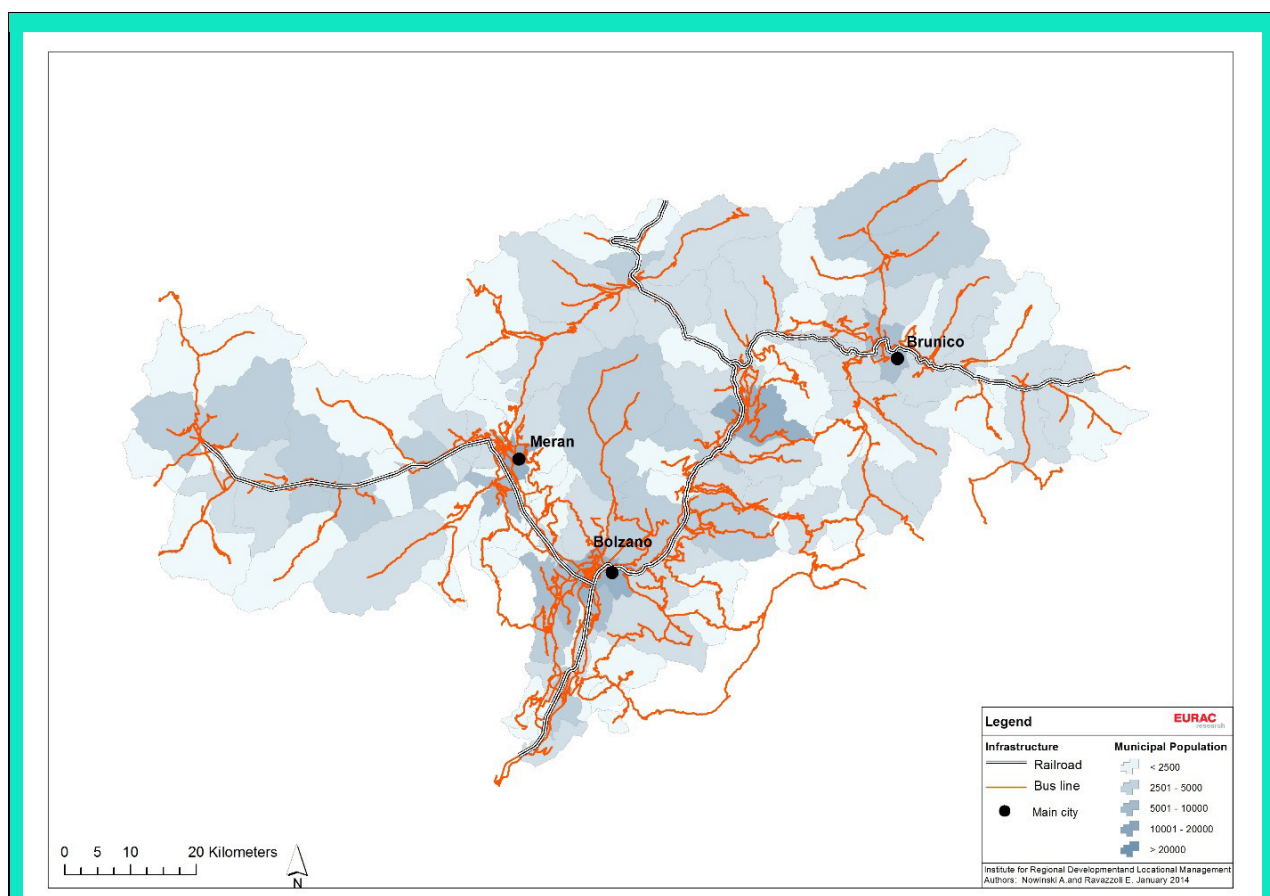 Brunico
Meran
Bolzano
Legend
EURAC
research
Infrastructure
Railroad
Bus line
Main city
Municipal Population
< 2500
2501 - 5000
5001 - 10000
10001 - 20000
> 20000
Institute for Regional Developmentand Locational Management
Authors: Nowinski A.and Ravazzoli E. January 2014
0 5 10 20 Kilometers
N